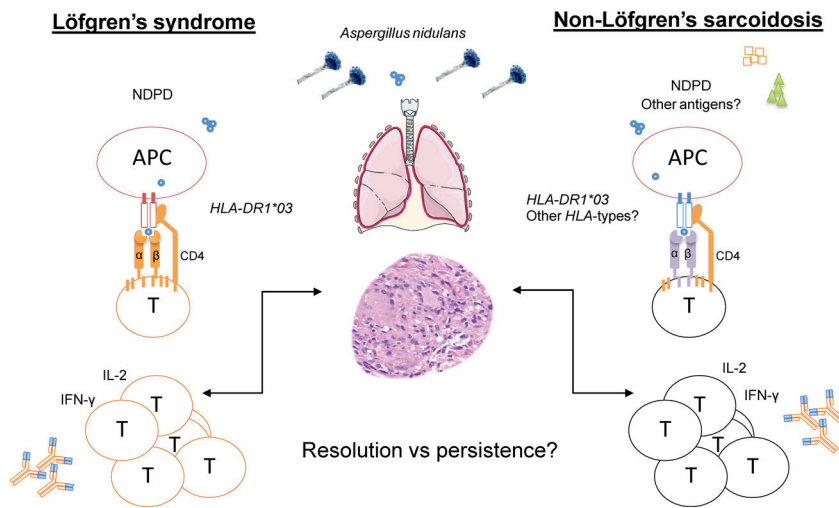 Löfgren's syndrome
Aspergillus nidulans
Non-Löfgren's sarcoidosis
NDPD
APC
HLA-DR1*03
α β
CD4
T
IL-2
IFN-γ
T
T
T
T
T
NDPD
Other antigens?
APC
HLA-DR1*03
Other HLA-types?
α β
CD4
T
IL-2
IFN-γ
T
T
T
T
T
Resolution vs persistence?